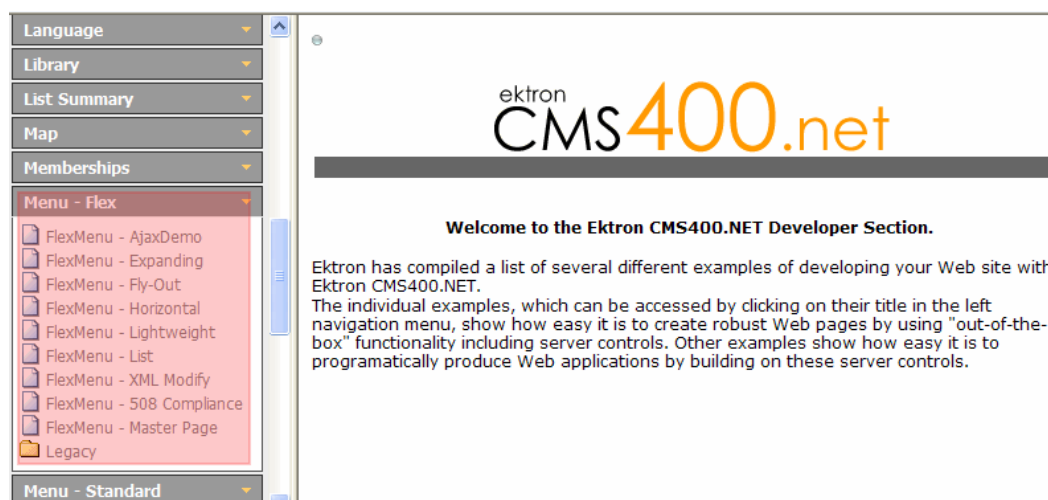 Language
Library
List Summary
Map
Memberships
Menu - Flex
FlexMenu - AjaxDemo
FlexMenu - Expanding
FlexMenu - Fly-Out
FlexMenu - Horizontal
FlexMenu - Lightweight
FlexMenu - List
FlexMenu - XML Modify
FlexMenu - 508 Compliance
FlexMenu - Master Page
Legacy
Menu - Standard
ektron
CMS400.net
Welcome to the Ektron CMS400.NET Developer Section.
Ektron has compiled a list of several different examples of developing your Web site with
Ektron CMS400.NET.
The individual examples, which can be accessed by clicking on their title in the left
navigation menu, show how easy it is to create robust Web pages by using "out-of-the-
box" functionality including server controls. Other examples show how easy it is to
programatically produce Web applications by building on these server controls.